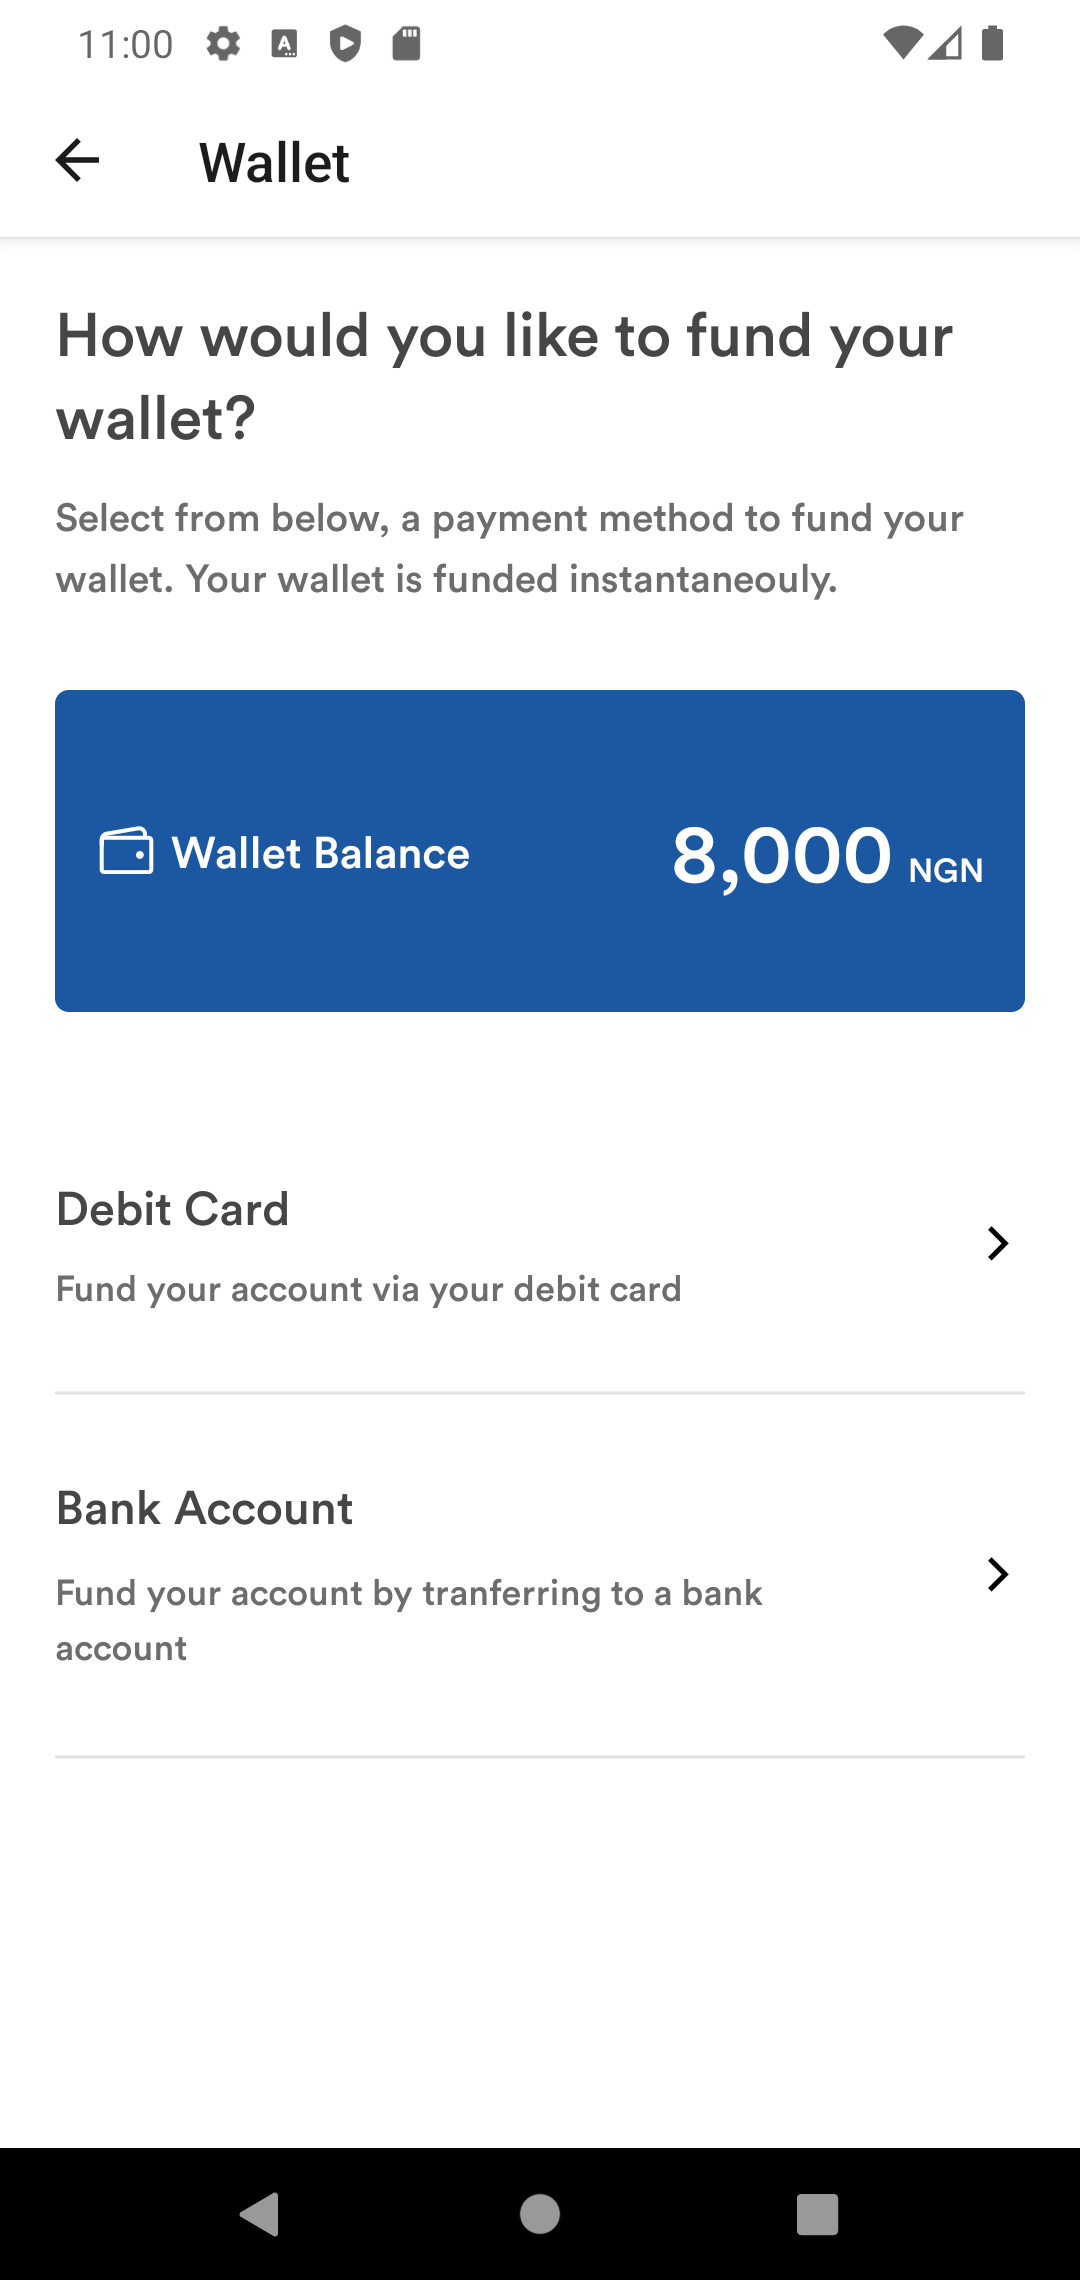 11:00
Wallet
How would you like to fund your
wallet?
Select from below, a payment method to fund your
wallet. Your wallet is funded instantaneouly.
Wallet Balance 8,000 NGN
Debit Card
Fund your account via your debit card
Bank Account
Fund your account by tranferring to a bank
account